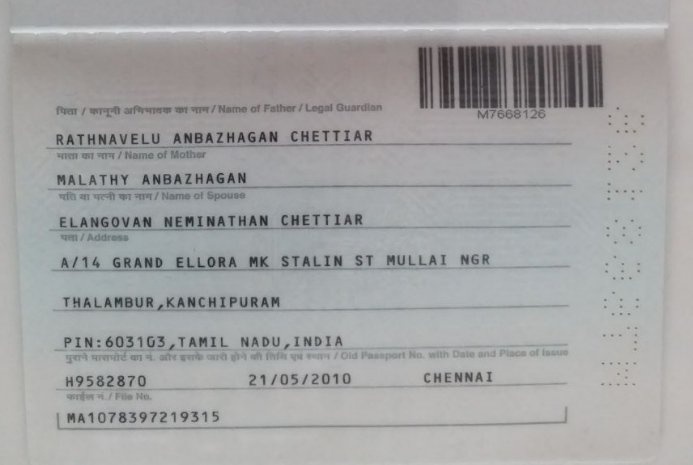 M7668126
पिता / कानूनी अभिभावक का नाम / Name of Father / Legal Guardian
RATHNAVELU ANBAZHAGAN CHETTIAR
माता का नाम / Name of Mother
MALATHY ANBAZHAGAN
पति या पत्नी का नाम / Name of Spouse
ELANGOVAN NEMINATHAN CHETTIAR
पता / Address
A/14 GRAND ELLORA MK STALIN ST MULLAI NGR
THALAMBUR,KANCHIPURAM
PIN:603103,TAMIL NADU,INDIA
पुराने पासपोर्ट का नं. और इसके जारी होने की तिथि एवं स्थान / Old Passport No. with Date and Place of Issue
H9582870 21/05/2010 CHENNAI
फाईल नं. / File No.
MA1078397219315